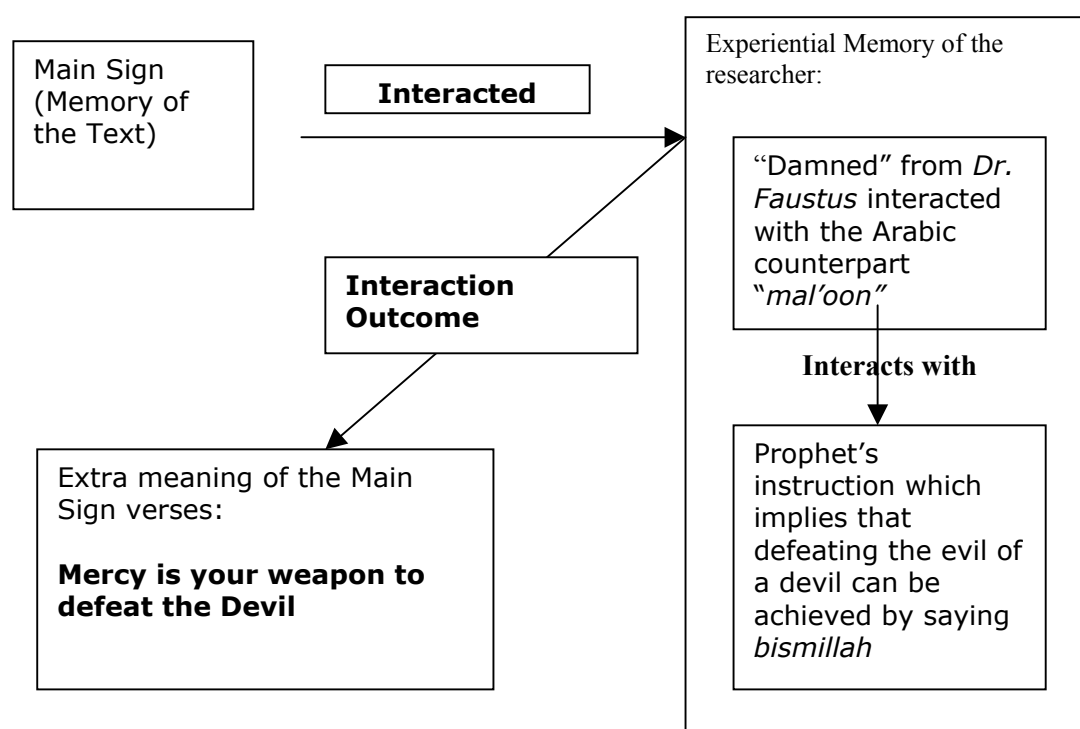 Main Sign
(Memory of
the Text)
Interacted
Interaction
Outcome
Extra meaning of the Main
Sign verses:
Mercy is your weapon to
defeat the Devil
Experiential Memory of the
researcher:
“Damned” from Dr.
Faustus interacted
with the Arabic
counterpart
“mal’oon”
Interacts with
Prophet’s
instruction which
implies that
defeating the evil of
a devil can be
achieved by saying
bismillah